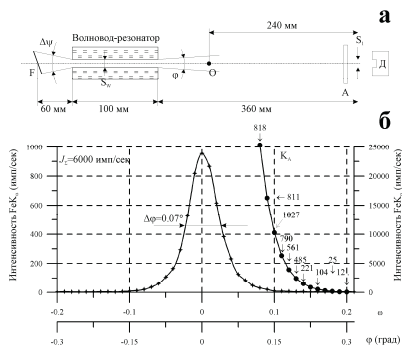 а
240 мм
Волновод-резонатор
Δψ
S₁
φ
F
O
Д
A
60 мм
100 мм
360 мм
б
818
Kₐ
J₀=6000 имп/сек
← 811
1027
Δφ=0.07°
790
561
485
221
25
104
12
Интенсивность FeKα (имп/сек)
1000
800
600
400
200
0
25000
20000
15000
10000
5000
0
Интенсивность FeKα (имп/сек)
-0.2 -0.1 0 0.1 0.2 ω
-0.3 -0.15 0 0.15 0.3 φ (град)